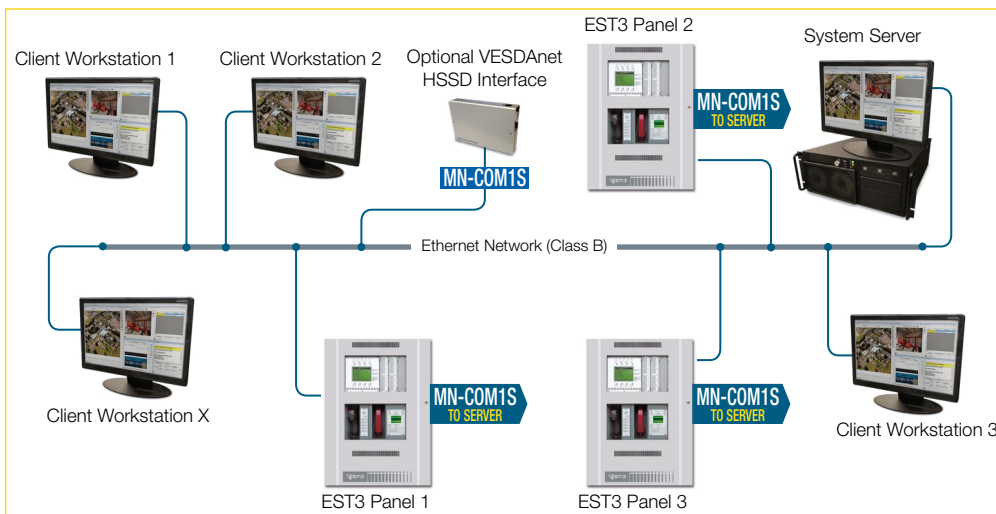 Client Workstation 1
Client Workstation 2
Optional VESDAnet
HSSD Interface
EST3 Panel 2
System Server
MN-COM1S
TO SERVER
MN-COM1S
Ethernet Network (Class B)
Client Workstation X
MN-COM1S
TO SERVER
MN-COM1S
TO SERVER
Client Workstation 3
EST3 Panel 1
EST3 Panel 3